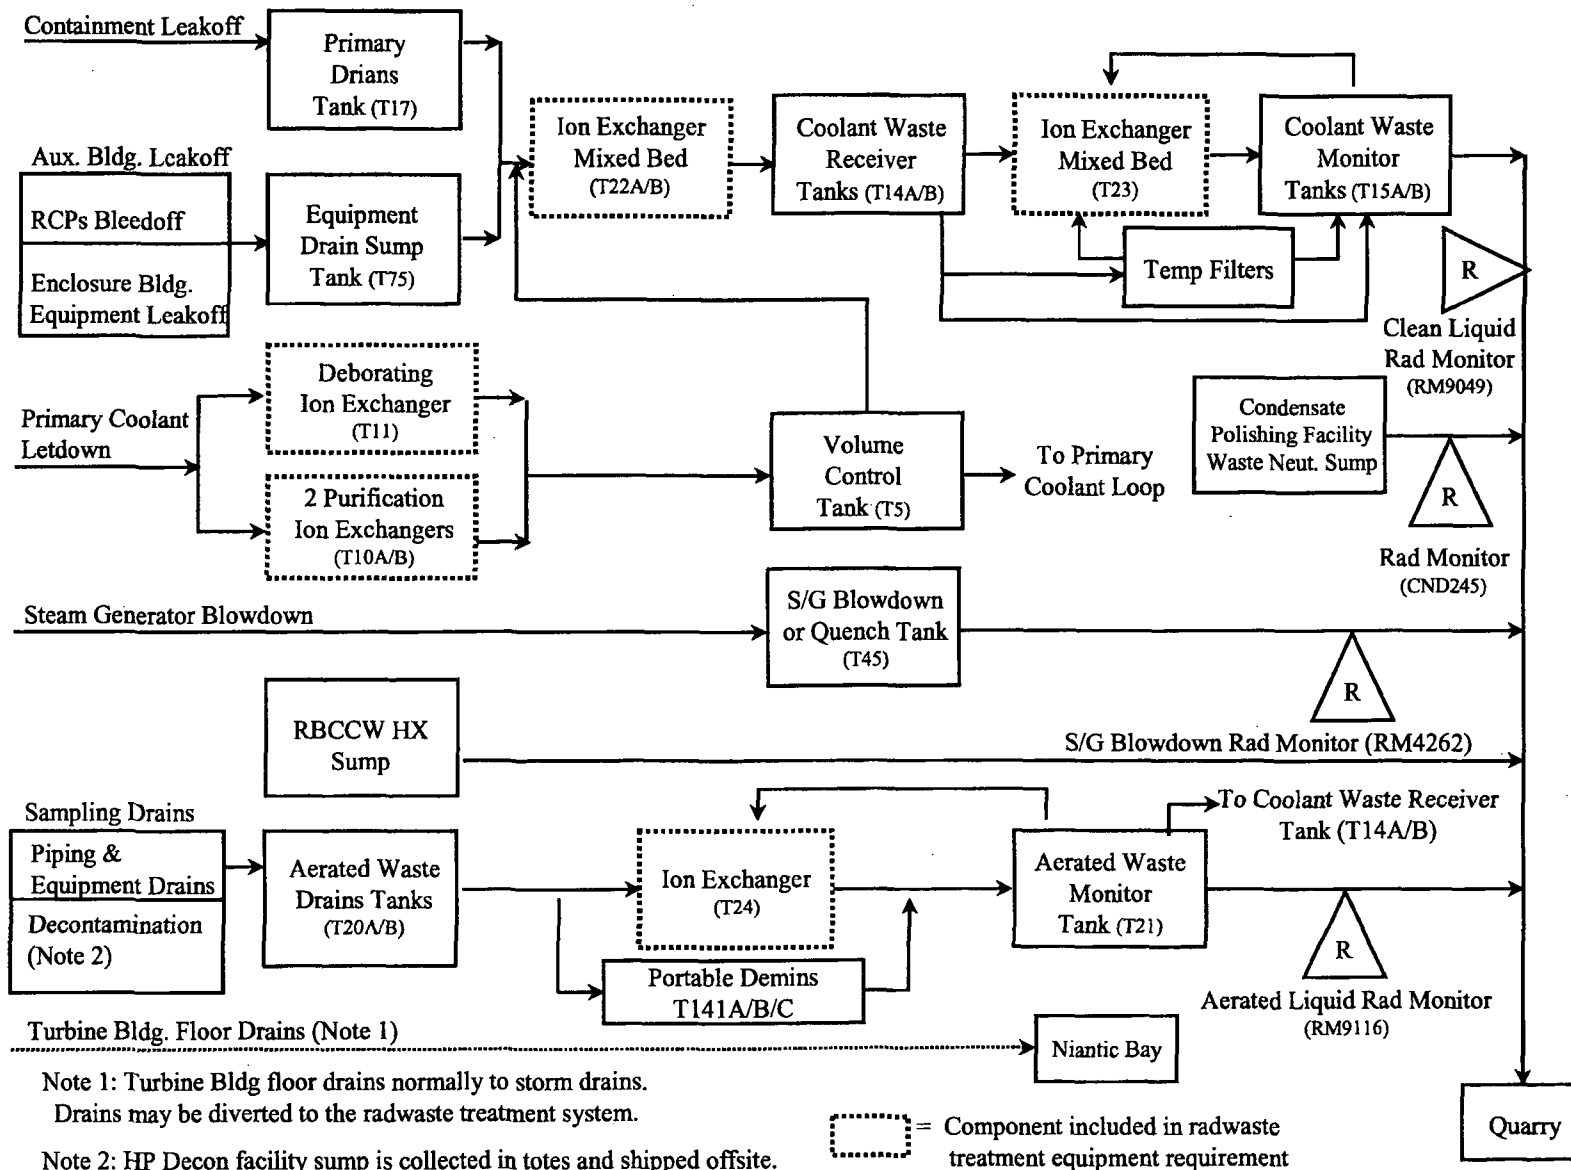 Containment Leakoff
Primary
Drians
Tank (T17)
Aux. Bldg. Leakoff
RCPs Bleedoff
Enclosure Bldg.
Equipment Leakoff
Equipment
Drain Sump
Tank (T75)
Ion Exchanger
Mixed Bed
(T22A/B)
Coolant Waste
Receiver
Tanks (T14A/B)
Ion Exchanger
Mixed Bed
(T23)
Coolant Waste
Monitor
Tanks (T15A/B)
Temp Filters
R
Clean Liquid
Rad Monitor
(RM9049)
Primary Coolant
Letdown
Deborating
Ion Exchanger
(T11)
2 Purification
Ion Exchangers
(T10A/B)
Volume
Control
Tank (T5)
To Primary
Coolant Loop
Condensate
Polishing Facility
Waste Neut. Sump
R
Rad Monitor
(CND245)
Steam Generator Blowdown
S/G Blowdown
or Quench Tank
(T45)
R
S/G Blowdown Rad Monitor (RM4262)
RBCCW HX
Sump
Sampling Drains
Piping &
Equipment Drains
Decontamination
(Note 2)
Aerated Waste
Drains Tanks
(T20A/B)
Ion Exchanger
(T24)
Portable Demins
T141A/B/C
Aerated Waste
Monitor
Tank (T21)
To Coolant Waste Receiver
Tank (T14A/B)
R
Aerated Liquid Rad Monitor
(RM9116)
Turbine Bldg. Floor Drains (Note 1)
Niantic Bay
Quarry
Note 1: Turbine Bldg floor drains normally to storm drains.
Drains may be diverted to the radwaste treatment system.
Note 2: HP Decon facility sump is collected in totes and shipped offsite.
= Component included in radwaste
treatment equipment requirement